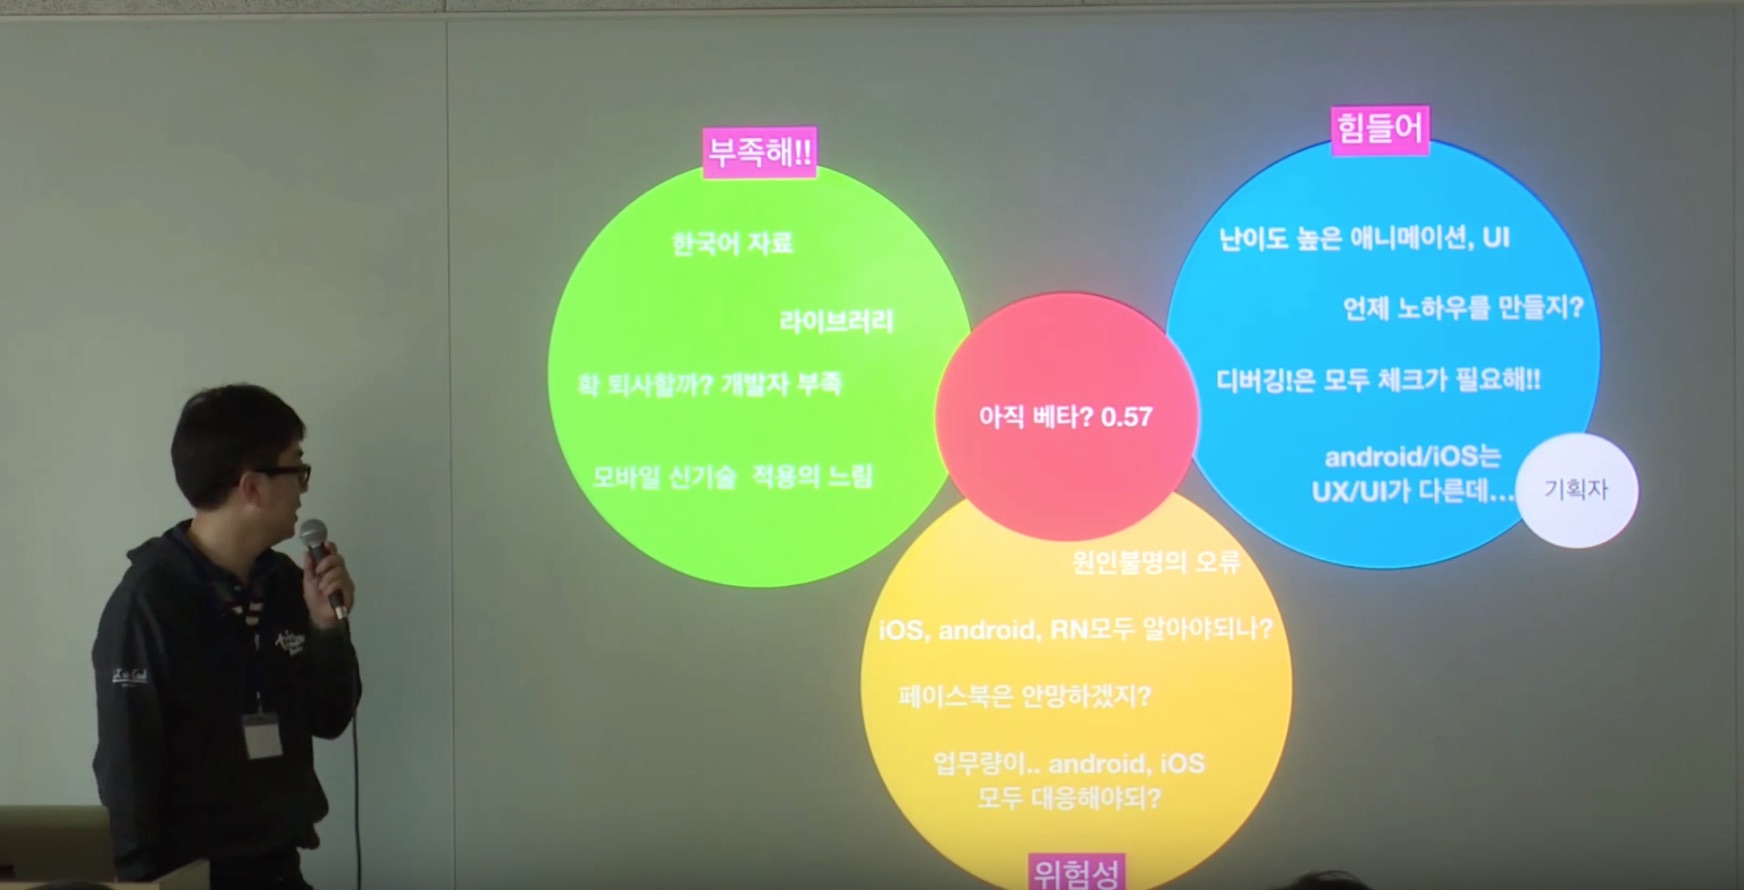 부족해!!
한국어 자료
라이브러리
확 퇴사할까? 개발자 부족
모바일 신기술 적용의 느림
아직 베타? 0.57
힘들어
난이도 높은 애니메이션, UI
언제 노하우를 만들지?
디버깅!은 모두 체크가 필요해!!
android/iOS는
UX/UI가 다른데...
기획자
원인불명의 오류
iOS, android, RN모두 알아야되나?
페이스북은 안망하겠지?
업무량이.. android, iOS
모두 대응해야되?
위험성